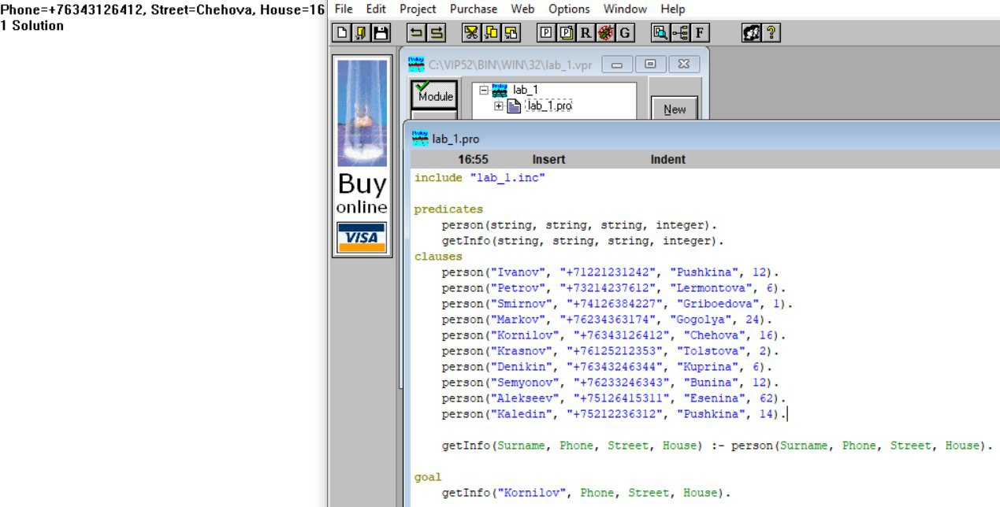 Phone=+76343126412, Street=Chehova, House=16
1 Solution
File Edit Project Purchase Web Options Window Help
P P R G F ?
C:\VIP52\BIN\WIN\32\lab_1.vpr
Module
lab_1
lab_1.pro
New
Buy
online
VISA
lab_1.pro
16:55 Insert Indent
include "lab_1.inc"
predicates
person(string, string, string, integer).
getInfo(string, string, string, integer).
clauses
person("Ivanov", "+71221231242", "Pushkina", 12).
person("Petrov", "+73214237612", "Lermontova", 6).
person("Smirnov", "+74126384227", "Griboedova", 1).
person("Markov", "+76234363174", "Gogolya", 24).
person("Kornilov", "+76343126412", "Chehova", 16).
person("Krasnov", "+76125212353", "Tolstova", 2).
person("Denikin", "+76343246344", "Kuprina", 6).
person("Semyonov", "+76233246343", "Bunina", 12).
person("Alekseev", "+75126415311", "Esenina", 62).
person("Kaledin", "+75212236312", "Pushkina", 14).
getInfo(Surname, Phone, Street, House) :- person(Surname, Phone, Street, House).
goal
getInfo("Kornilov", Phone, Street, House).